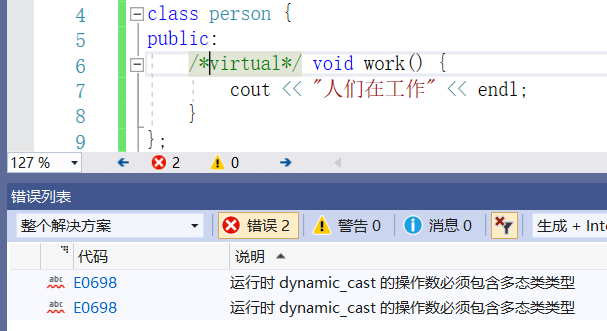 4 class person {
5 public:
6 /*virtual*/ void work() {
7 cout << "人们在工作" << endl;
8 }
9 };
127 % 2 0
错误列表
整个解决方案 错误 2 警告 0 消息 0 生成 + Inte
代码 说明
abc E0698 运行时 dynamic_cast 的操作数必须包含多态类类型
abc E0698 运行时 dynamic_cast 的操作数必须包含多态类类型